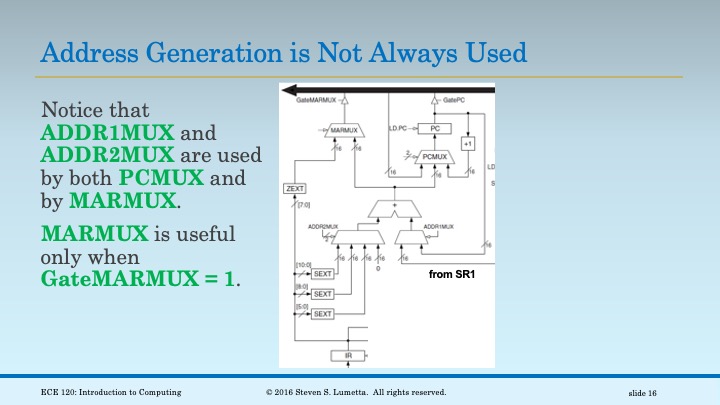 Address Generation is Not Always Used
Notice that
ADDR1MUX and
ADDR2MUX are used
by both PCMUX and
by MARMUX.
MARMUX is useful
only when
GateMARMUX = 1.
GateMARMUX
GatePC
MARMUX
LD.PC
PC
+1
16
16
2
PCMUX
16
16
16
LD
S
ZEXT
[7:0]
+
ADDR2MUX
2
ADDR1MUX
16
16
16
16
16
16
16
[10:0]
SEXT
0
from SR1
[8:0]
SEXT
[5:0]
SEXT
IR
ECE 120: Introduction to Computing
© 2016 Steven S. Lumetta. All rights reserved.
slide 16